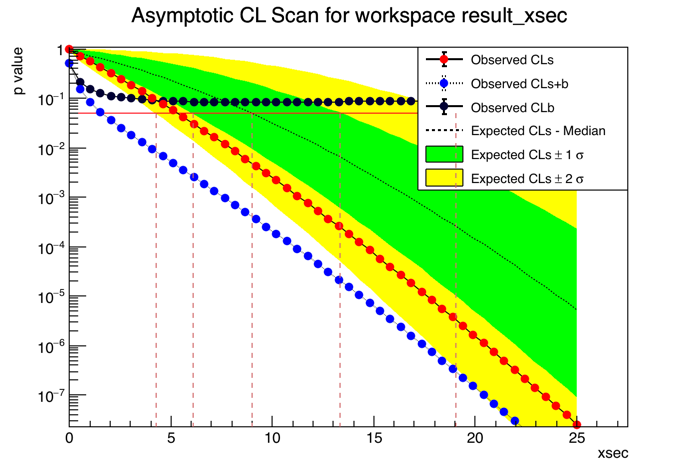 Asymptotic CL Scan for workspace result_xsec
p value
1
10⁻¹
10⁻²
10⁻³
10⁻⁴
10⁻⁵
10⁻⁶
10⁻⁷
Observed CLs
Observed CLs+b
Observed CLb
Expected CLs - Median
Expected CLs ± 1 σ
Expected CLs ± 2 σ
0 5 10 15 20 25
xsec